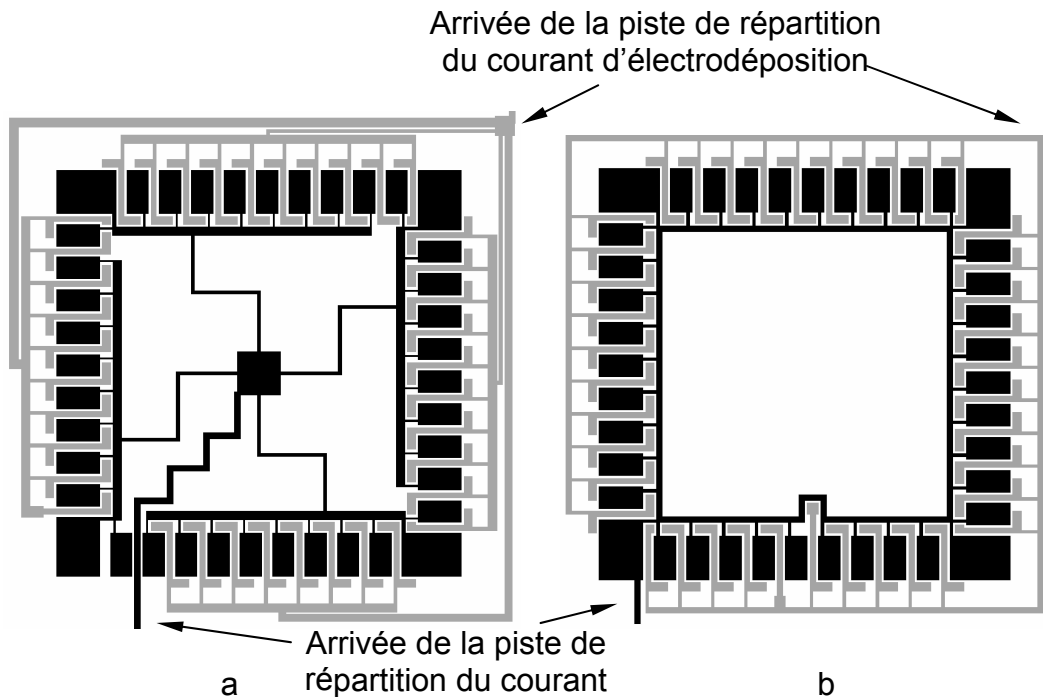 Arrivée de la piste de répartition
du courant d’électrodéposition
Arrivée de la piste de
répartition du courant
a
b